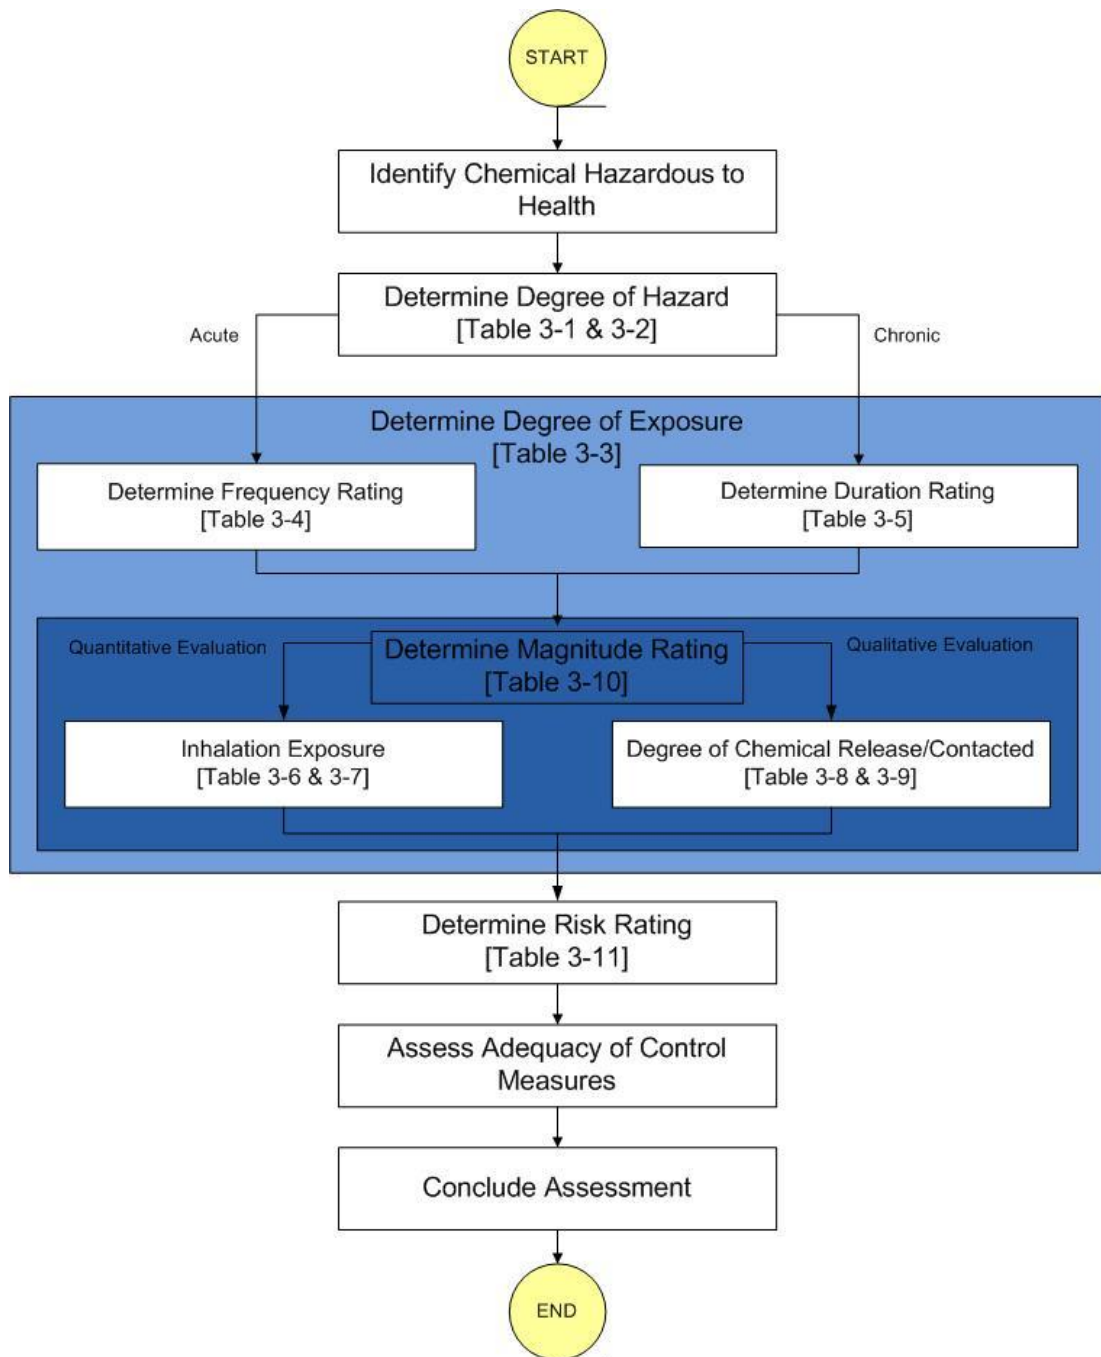 START
Identify Chemical Hazardous to
Health
Determine Degree of Hazard
[Table 3-1 & 3-2]
Acute
Chronic
Determine Degree of Exposure
[Table 3-3]
Determine Frequency Rating
[Table 3-4]
Determine Duration Rating
[Table 3-5]
Quantitative Evaluation
Determine Magnitude Rating
[Table 3-10]
Qualitative Evaluation
Inhalation Exposure
[Table 3-6 & 3-7]
Degree of Chemical Release/Contacted
[Table 3-8 & 3-9]
Determine Risk Rating
[Table 3-11]
Assess Adequacy of Control
Measures
Conclude Assessment
END